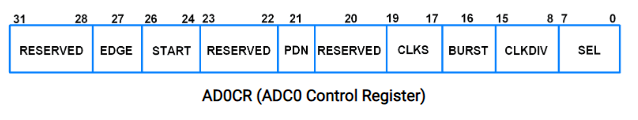 31 28 27 26 24 23 22 21 20 19 17 16 15 8 7 0
RESERVED EDGE START RESERVED PDN RESERVED CLKS BURST CLKDIV SEL
AD0CR (ADC0 Control Register)